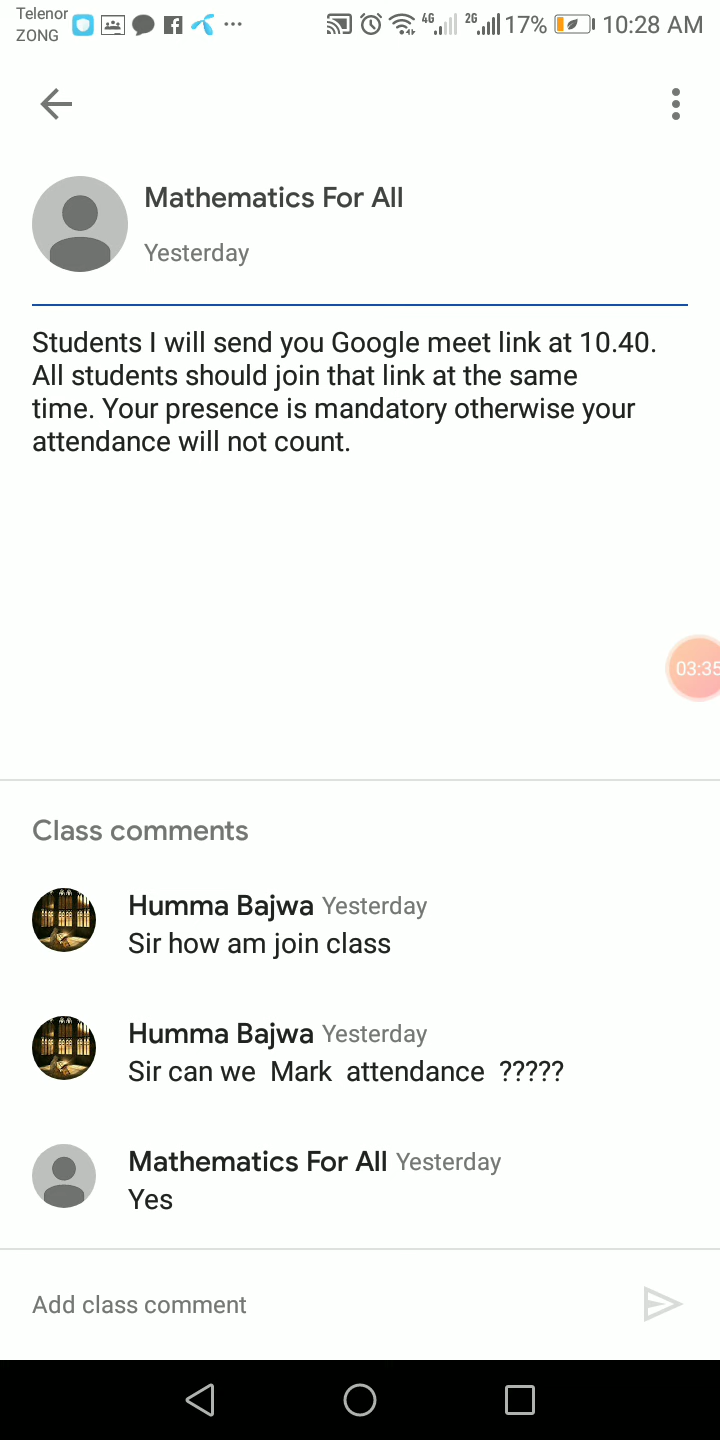 Telenor
ZONG
4G 2G 17% 10:28 AM
Mathematics For All
Yesterday
Students I will send you Google meet link at 10.40.
All students should join that link at the same
time. Your presence is mandatory otherwise your
attendance will not count.
03:35
Class comments
Humma Bajwa Yesterday
Sir how am join class
Humma Bajwa Yesterday
Sir can we  Mark  attendance  ?????
Mathematics For All Yesterday
Yes
Add class comment